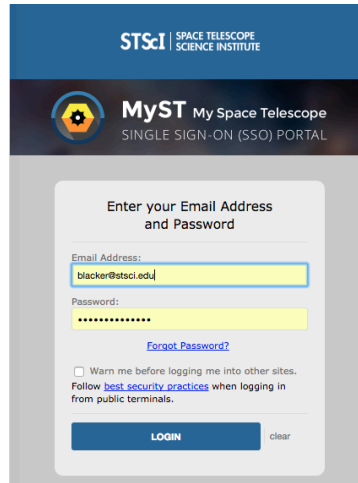 STScI | SPACE TELESCOPE
SCIENCE INSTITUTE
MyST My Space Telescope
SINGLE SIGN-ON (SSO) PORTAL
Enter your Email Address
and Password
Email Address:
blacker@stsci.edu
Password:
••••••••••••••
Forgot Password?
Warn me before logging me into other sites.
Follow best security practices when logging in
from public terminals.
LOGIN clear